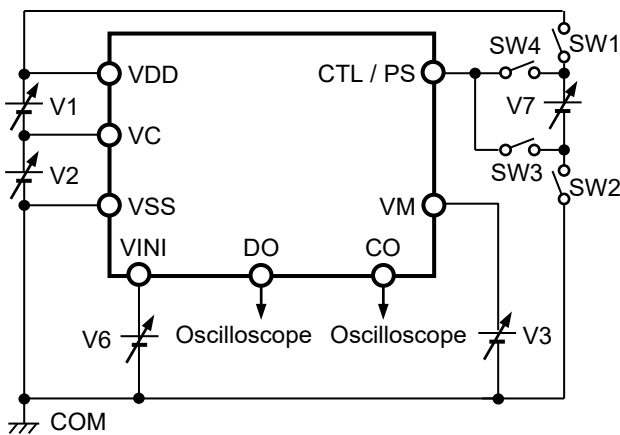 SW4
SW1
VDD
CTL / PS
V1
V7
VC
V2
SW3
SW2
VSS
VM
VINI
DO
CO
V6
Oscilloscope
Oscilloscope
V3
COM